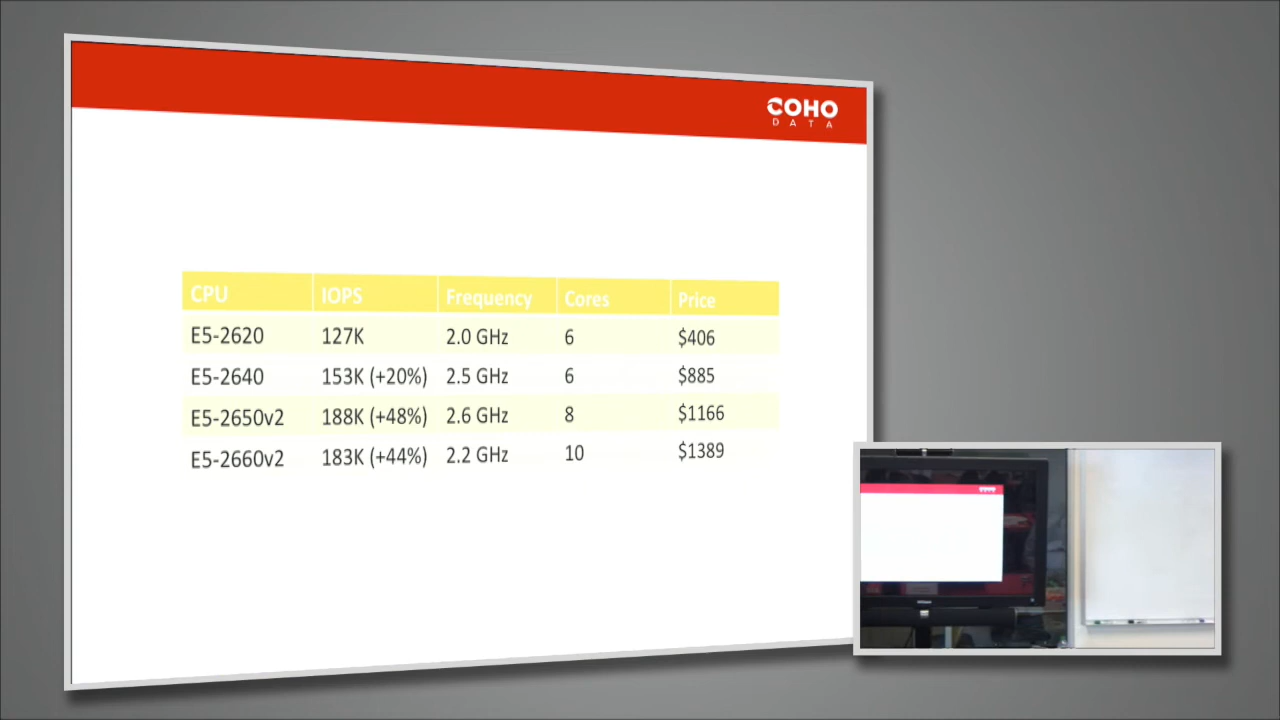 COHO
DATA
CPU IOPS Frequency Cores Price
E5-2620 127K 2.0 GHz 6 $406
E5-2640 153K (+20%) 2.5 GHz 6 $885
E5-2650v2 188K (+48%) 2.6 GHz 8 $1166
E5-2660v2 183K (+44%) 2.2 GHz 10 $1389